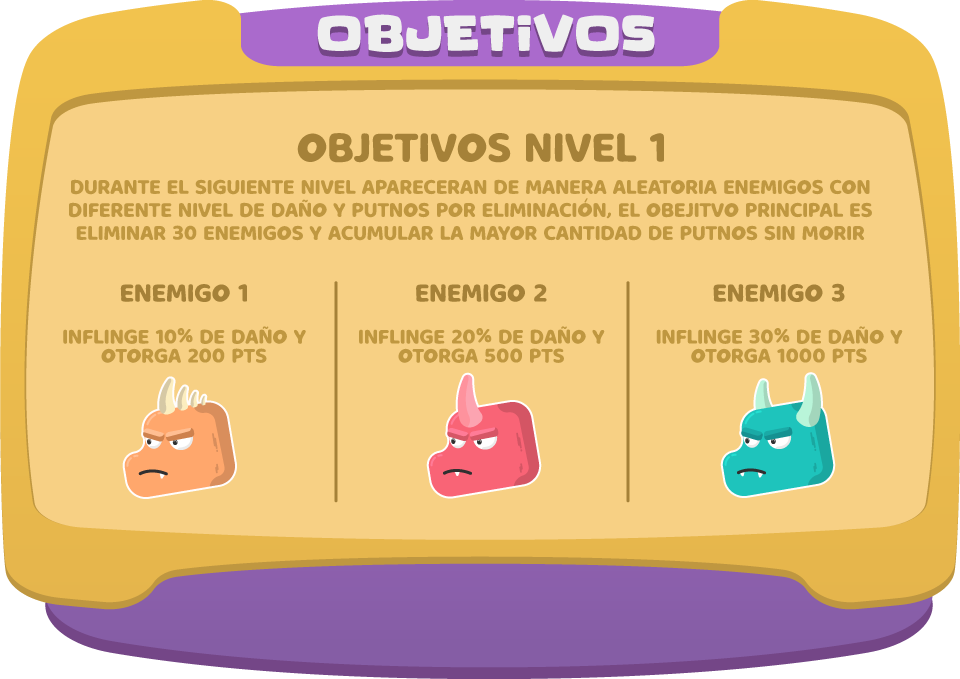 OBJETiVOS
OBJETIVOS NIVEL 1
DURANTE EL SIGUIENTE NIVEL APARECERAN DE MANERA ALEATORIA ENEMIGOS CON
DIFERENTE NIVEL DE DAÑO Y PUTNOS POR ELIMINACIÓN, EL OBEJITVO PRINCIPAL ES
ELIMINAR 30 ENEMIGOS Y ACUMULAR LA MAYOR CANTIDAD DE PUTNOS SIN MORIR
ENEMIGO 1
INFLINGE 10% DE DAÑO Y
OTORGA 200 PTS
ENEMIGO 2
INFLINGE 20% DE DAÑO Y
OTORGA 500 PTS
ENEMIGO 3
INFLINGE 30% DE DAÑO Y
OTORGA 1000 PTS